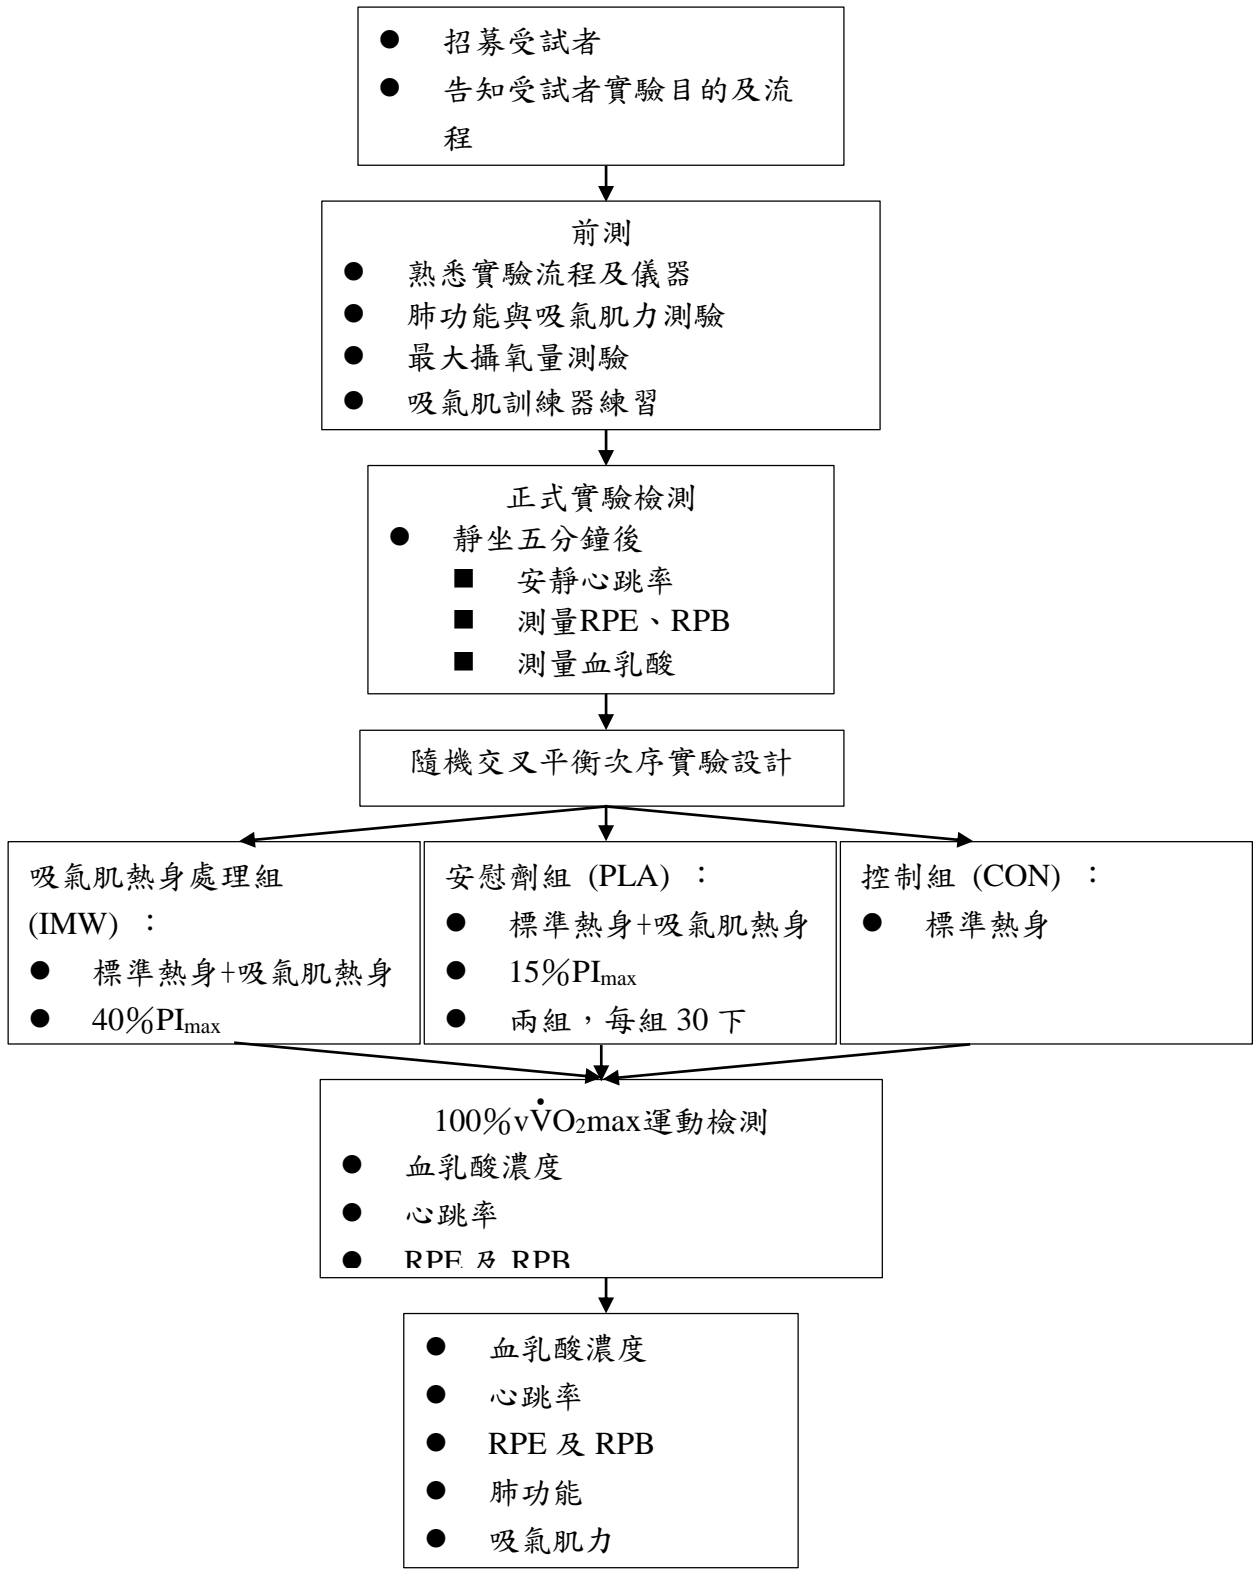 ● 招募受試者
● 告知受試者實驗目的及流
程
前測
● 熟悉實驗流程及儀器
● 肺功能與吸氣肌力測驗
● 最大攝氧量測驗
● 吸氣肌訓練器練習
正式實驗檢測
● 靜坐五分鐘後
■ 安靜心跳率
■ 測量RPE、RPB
■ 測量血乳酸
隨機交叉平衡次序實驗設計
吸氣肌熱身處理組
(IMW) ：
● 標準熱身+吸氣肌熱身
● 40%PImax
安慰劑組 (PLA) ：
● 標準熱身+吸氣肌熱身
● 15%PImax
● 兩組，每組 30 下
控制組 (CON) ：
● 標準熱身
100%vV̇O2max運動檢測
● 血乳酸濃度
● 心跳率
● RPE 及 RPB
● 血乳酸濃度
● 心跳率
● RPE 及 RPB
● 肺功能
● 吸氣肌力